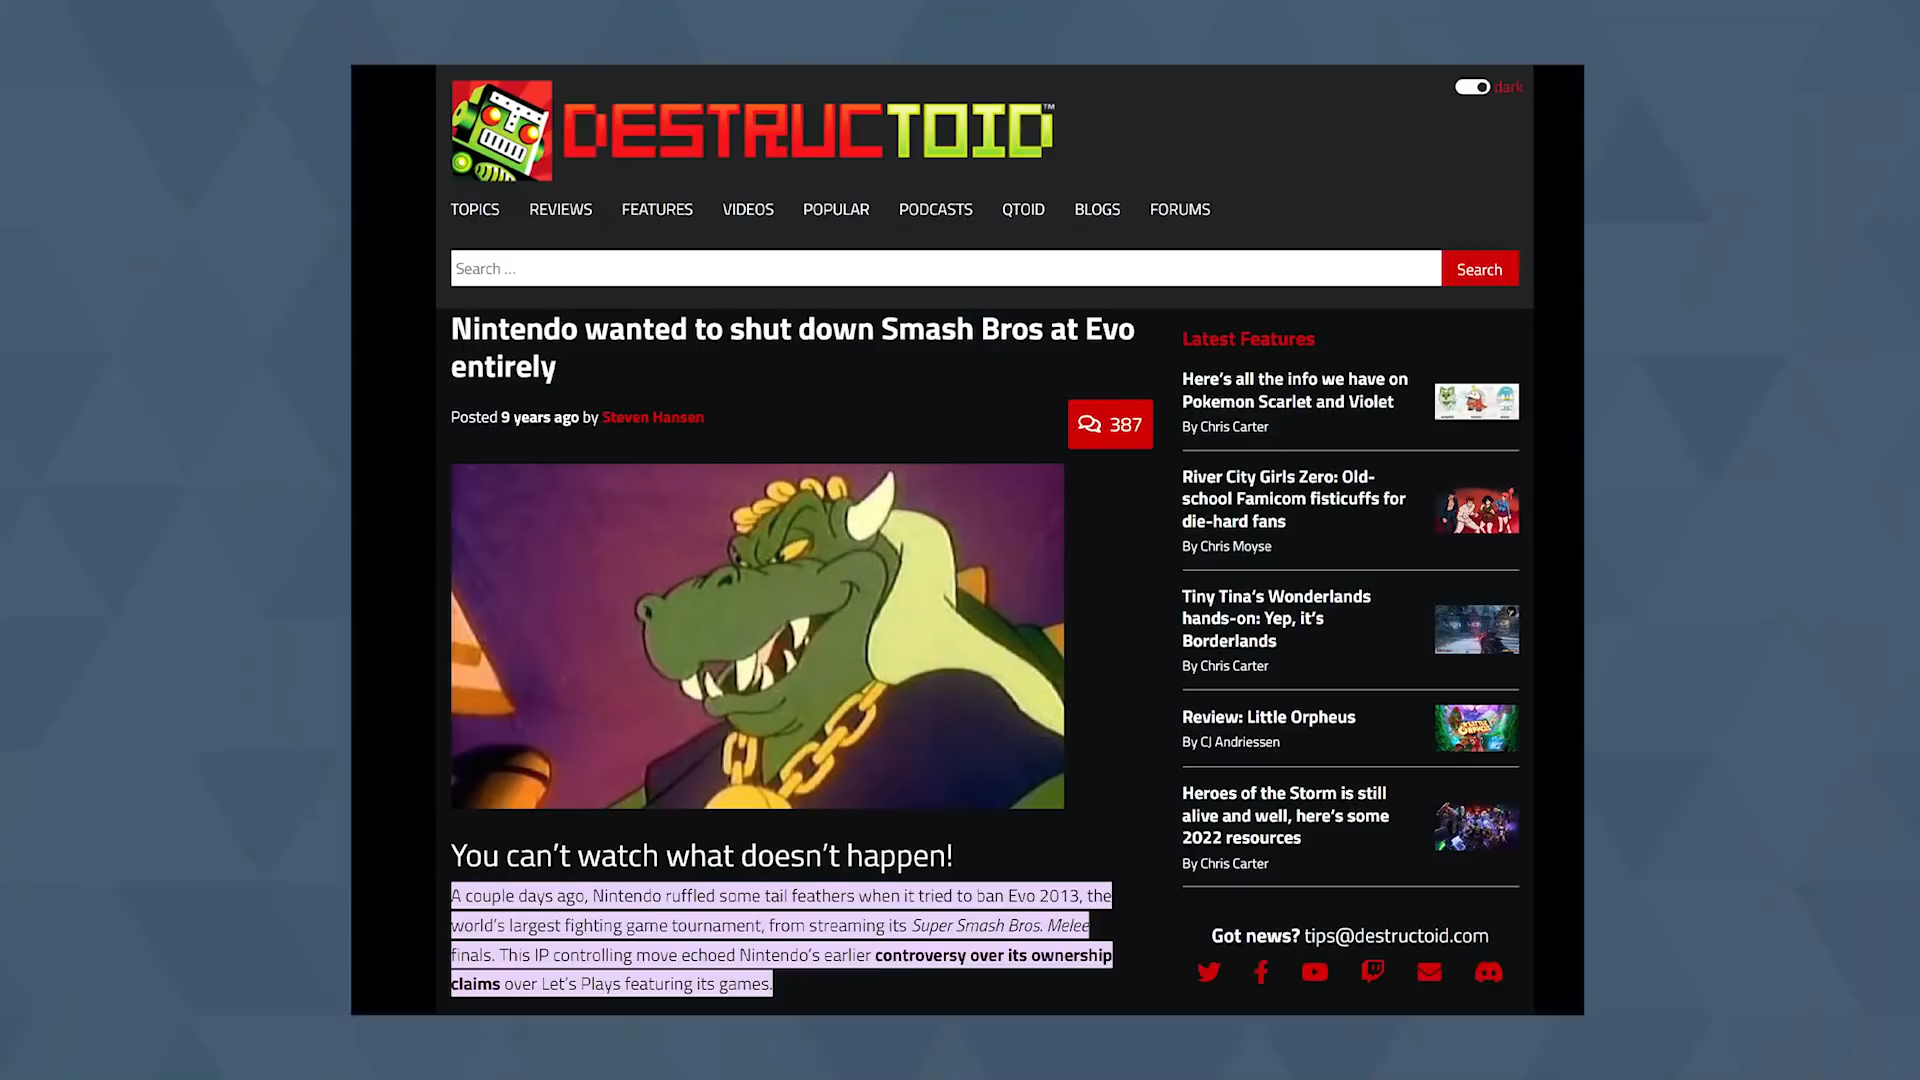 DESTRUCTOID™
dark
TOPICS REVIEWS FEATURES VIDEOS POPULAR PODCASTS QTOID BLOGS FORUMS
Search ...
Search
Nintendo wanted to shut down Smash Bros at Evo
entirely
Posted 9 years ago by Steven Hansen
387
You can't watch what doesn't happen!
A couple days ago, Nintendo ruffled some tail feathers when it tried to ban Evo 2013, the
world's largest fighting game tournament, from streaming its Super Smash Bros. Melee
finals. This IP controlling move echoed Nintendo's earlier controversy over its ownership
claims over Let's Plays featuring its games.
Latest Features
Here's all the info we have on
Pokemon Scarlet and Violet
By Chris Carter
River City Girls Zero: Old-
school Famicom fisticuffs for
die-hard fans
By Chris Moyse
Tiny Tina's Wonderlands
hands-on: Yep, it's
Borderlands
By Chris Carter
Review: Little Orpheus
By CJ Andriessen
Heroes of the Storm is still
alive and well, here's some
2022 resources
By Chris Carter
Got news? tips@destructoid.com